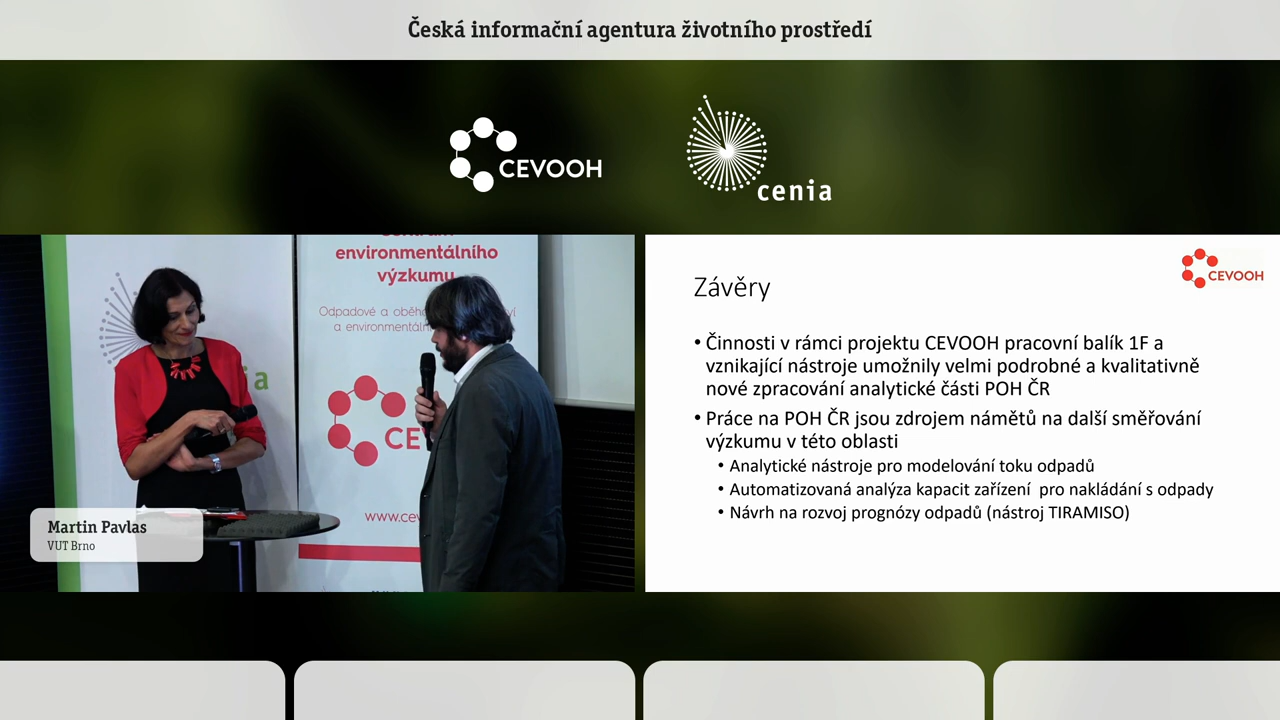 Česká informační agentura životního prostředí
CEVOOH
cenia
environmentálního
výzkumu
Odpadové a oběh
a environmentáln
CE
www.cev
Martin Pavlas
VUT Brno
CEVOOH
Závěry
• Činnosti v rámci projektu CEVOOH pracovní balík 1F a
vznikající nástroje umožnily velmi podrobné a kvalitativně
nové zpracování analytické části POH ČR
• Práce na POH ČR jsou zdrojem námětů na další směřování
výzkumu v této oblasti
• Analytické nástroje pro modelování toku odpadů
• Automatizovaná analýza kapacit zařízení  pro nakládání s odpady
• Návrh na rozvoj prognózy odpadů (nástroj TIRAMISO)